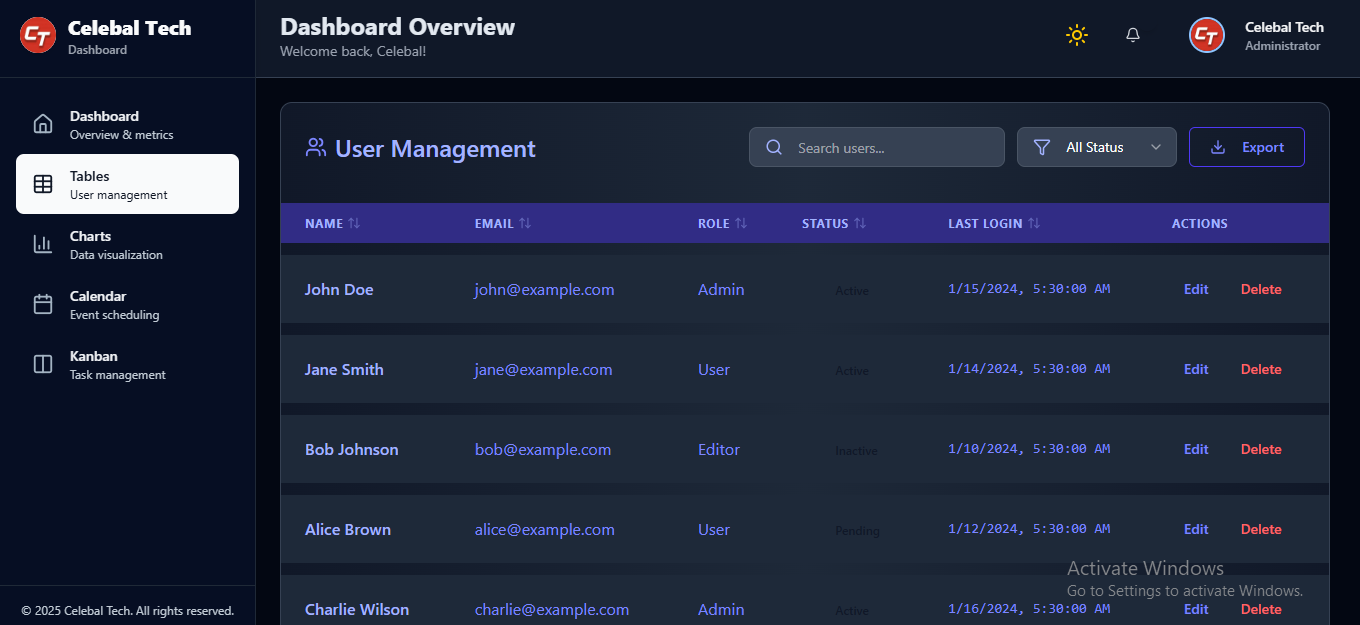 CT Celebal Tech
Dashboard
Dashboard Overview
Welcome back, Celebal!
CT Celebal Tech
Administrator
Dashboard
Overview & metrics
Tables
User management
Charts
Data visualization
Calendar
Event scheduling
Kanban
Task management
© 2025 Celebal Tech. All rights reserved.
User Management
Search users...
All Status
Export
NAME EMAIL ROLE STATUS LAST LOGIN ACTIONS
John Doe john@example.com Admin Active 1/15/2024, 5:30:00 AM Edit Delete
Jane Smith jane@example.com User Active 1/14/2024, 5:30:00 AM Edit Delete
Bob Johnson bob@example.com Editor Inactive 1/10/2024, 5:30:00 AM Edit Delete
Alice Brown alice@example.com User Pending 1/12/2024, 5:30:00 AM Edit Delete
Charlie Wilson charlie@example.com Admin Active 1/16/2024, 5:30:00 AM Edit Delete
Activate Windows
Go to Settings to activate Windows.